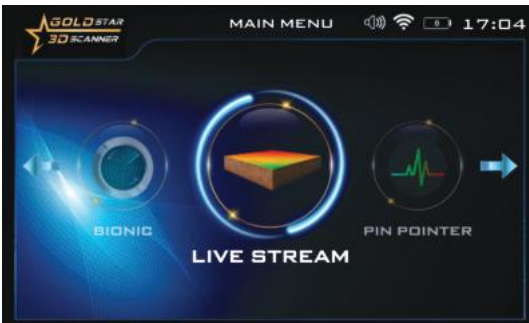 GOLD STAR
3D SCANNER
MAIN MENU
17:04
BIONIC
PIN POINTER
LIVE STREAM